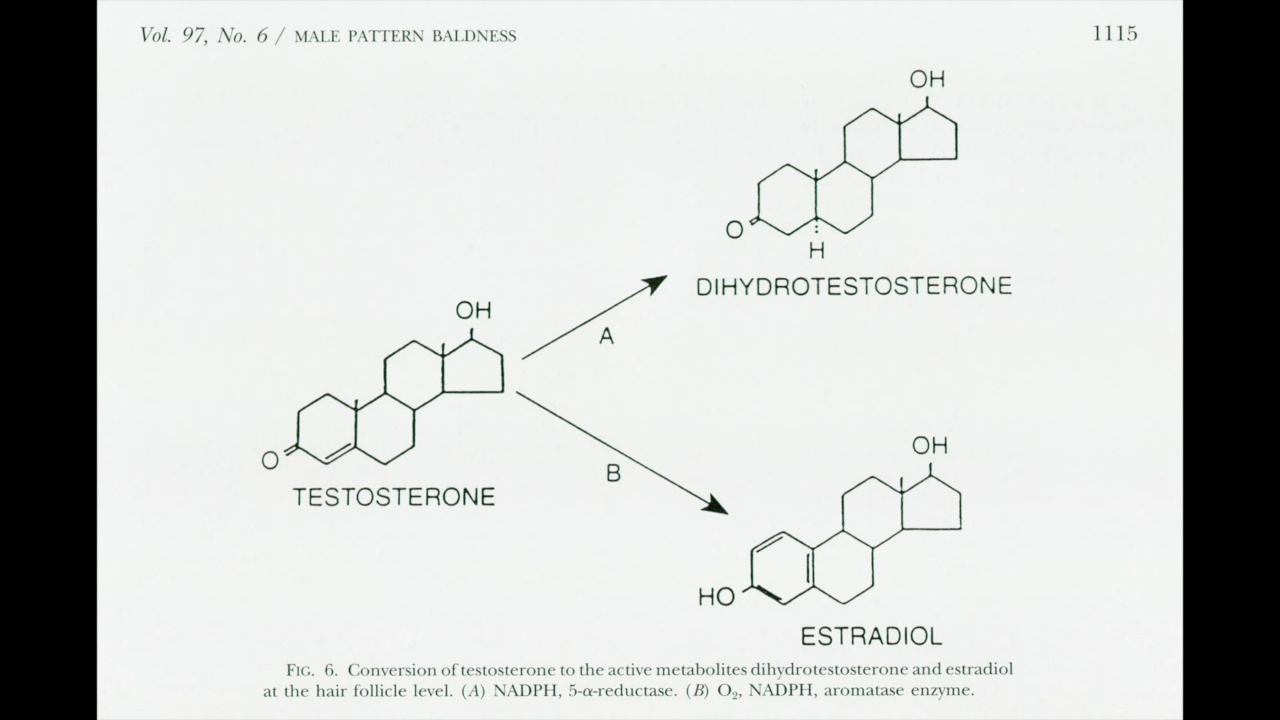 Vol. 97, No. 6 / MALE PATTERN BALDNESS 1115
OH
O
H
DIHYDROTESTOSTERONE
A
OH
O
TESTOSTERONE
B
OH
HO
ESTRADIOL
FIG. 6. Conversion of testosterone to the active metabolites dihydrotestosterone and estradiol
at the hair follicle level. (A) NADPH, 5-α-reductase. (B) O₂, NADPH, aromatase enzyme.